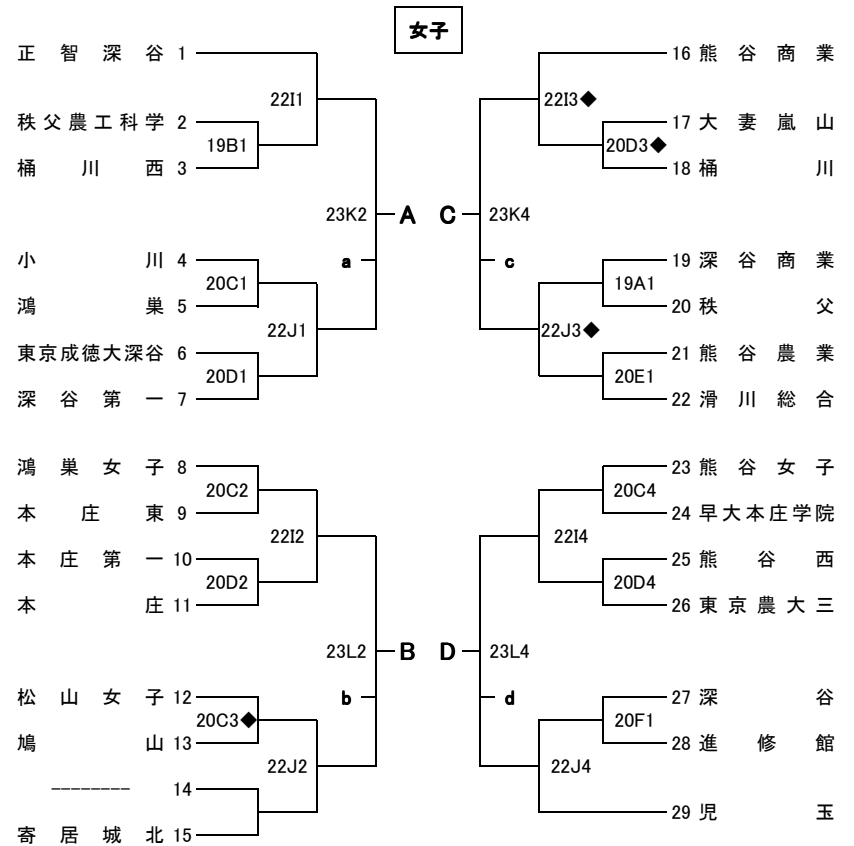 女子
正智深谷 1
22I1
秩父農工科学 2
19B1
桶川西 3
23K2
A
a
小川 4
20C1
鴻巣 5
22J1
東京成徳大深谷 6
20D1
深谷第一 7
鴻巣女子 8
20C2
本庄東 9
22I2
本庄第一 10
20D2
本庄 11
23L2
B
b
松山女子 12
20C3◆
鳩山 13
22J2
-------- 14
寄居城北 15
16 熊谷商業
22I3◆
17 大妻嵐山
20D3◆
18 桶川
C
23K4
c
19 深谷商業
19A1
20 秩父
22J3◆
21 熊谷農業
20E1
22 滑川総合
23 熊谷女子
20C4
24 早大本庄学院
22I4
25 熊谷西
20D4
26 東京農大三
D
23L4
d
27 深谷
20F1
28 進修館
22J4
29 児玉